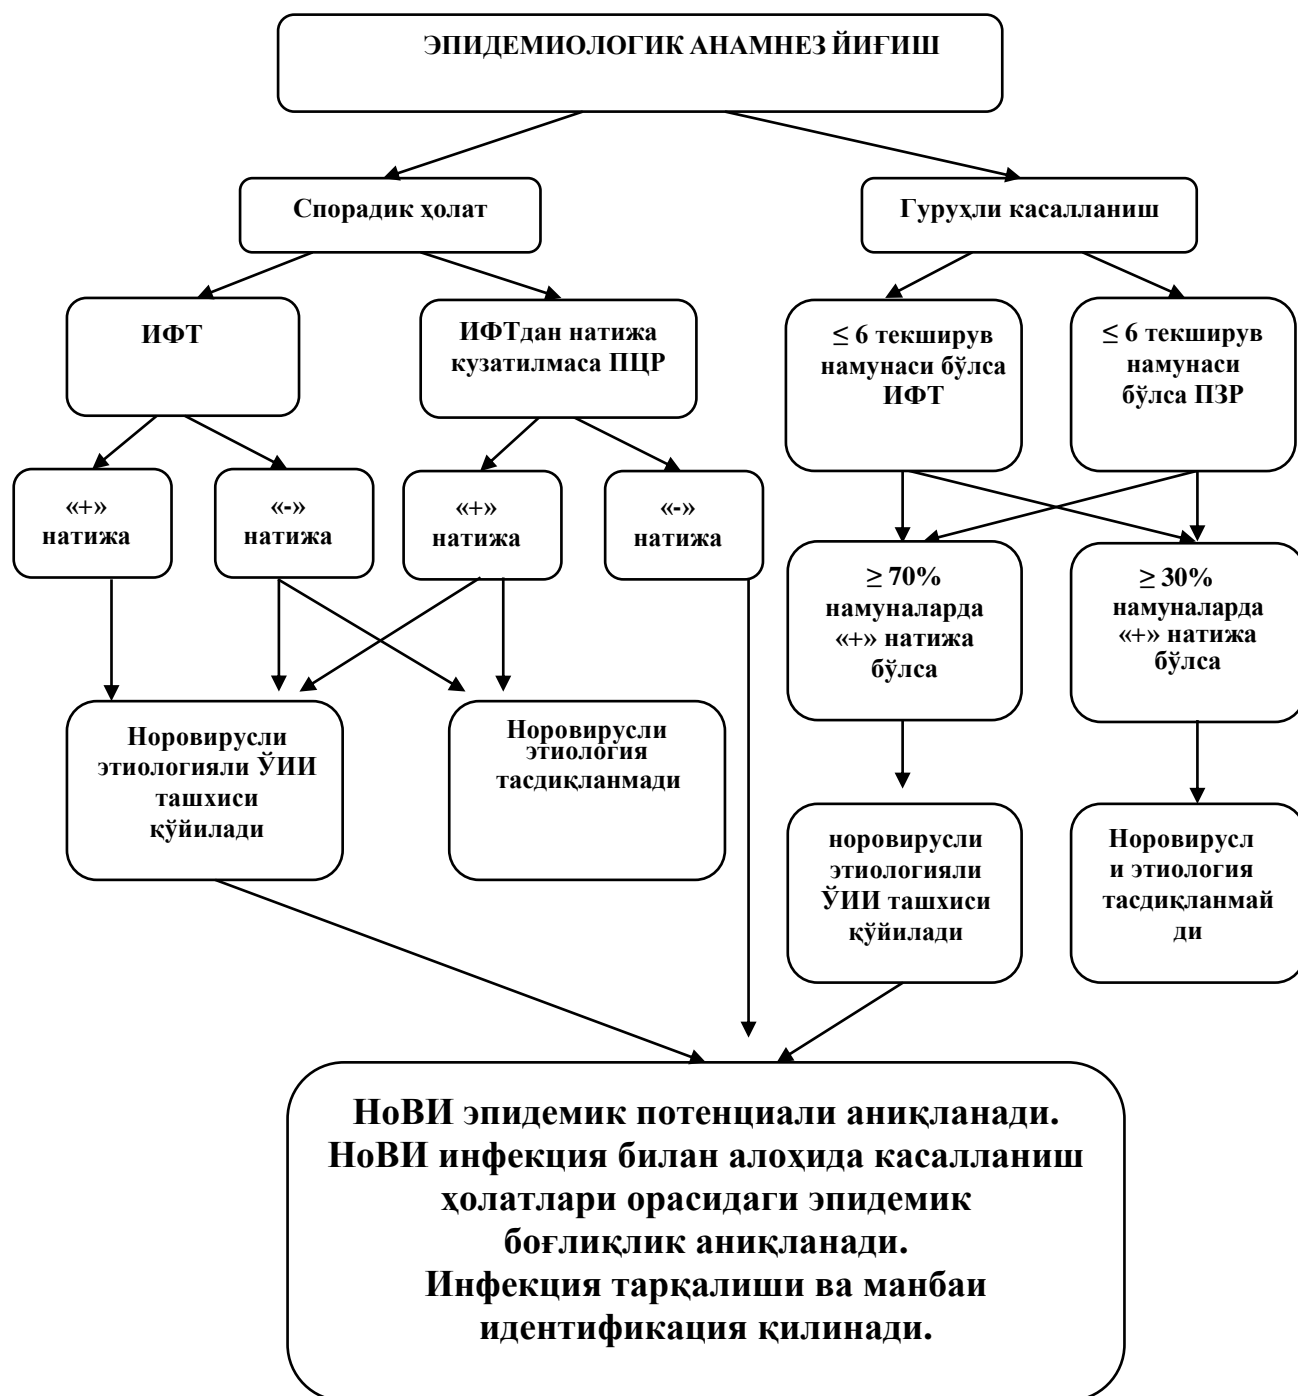 ЭПИДЕМИОЛОГИК АНАМНЕЗ ЙИҒИШ
Спорадик ҳолат
Гуруҳли касалланиш
ИФТ
ИФТдан натижа
кузатилмаса ПЦР
≤ 6 текширув
намунаси бўлса
ИФТ
≤ 6 текширув
намунаси
бўлса ПЗР
«+»
натижа
«-»
натижа
«+»
натижа
«-»
натижа
≥ 70%
намуналарда
«+» натижа
бўлса
≥ 30%
намуналарда
«+» натижа
бўлса
Норовирусли
этиологияли ЎИИ
ташхиси
қўйилади
Норовирусли
этиология
тасдиқланмади
норовирусли
этиологияли
ЎИИ ташхиси
қўйилади
Норовирусл
и этиология
тасдиқланмай
ди
НоВИ эпидемик потенциали аниқланади.
НоВИ инфекция билан алоҳида касалланиш
ҳолатлари орасидаги эпидемик
боғлиқлик аниқланади.
Инфекция тарқалиши ва манбаи
идентификация қилинади.